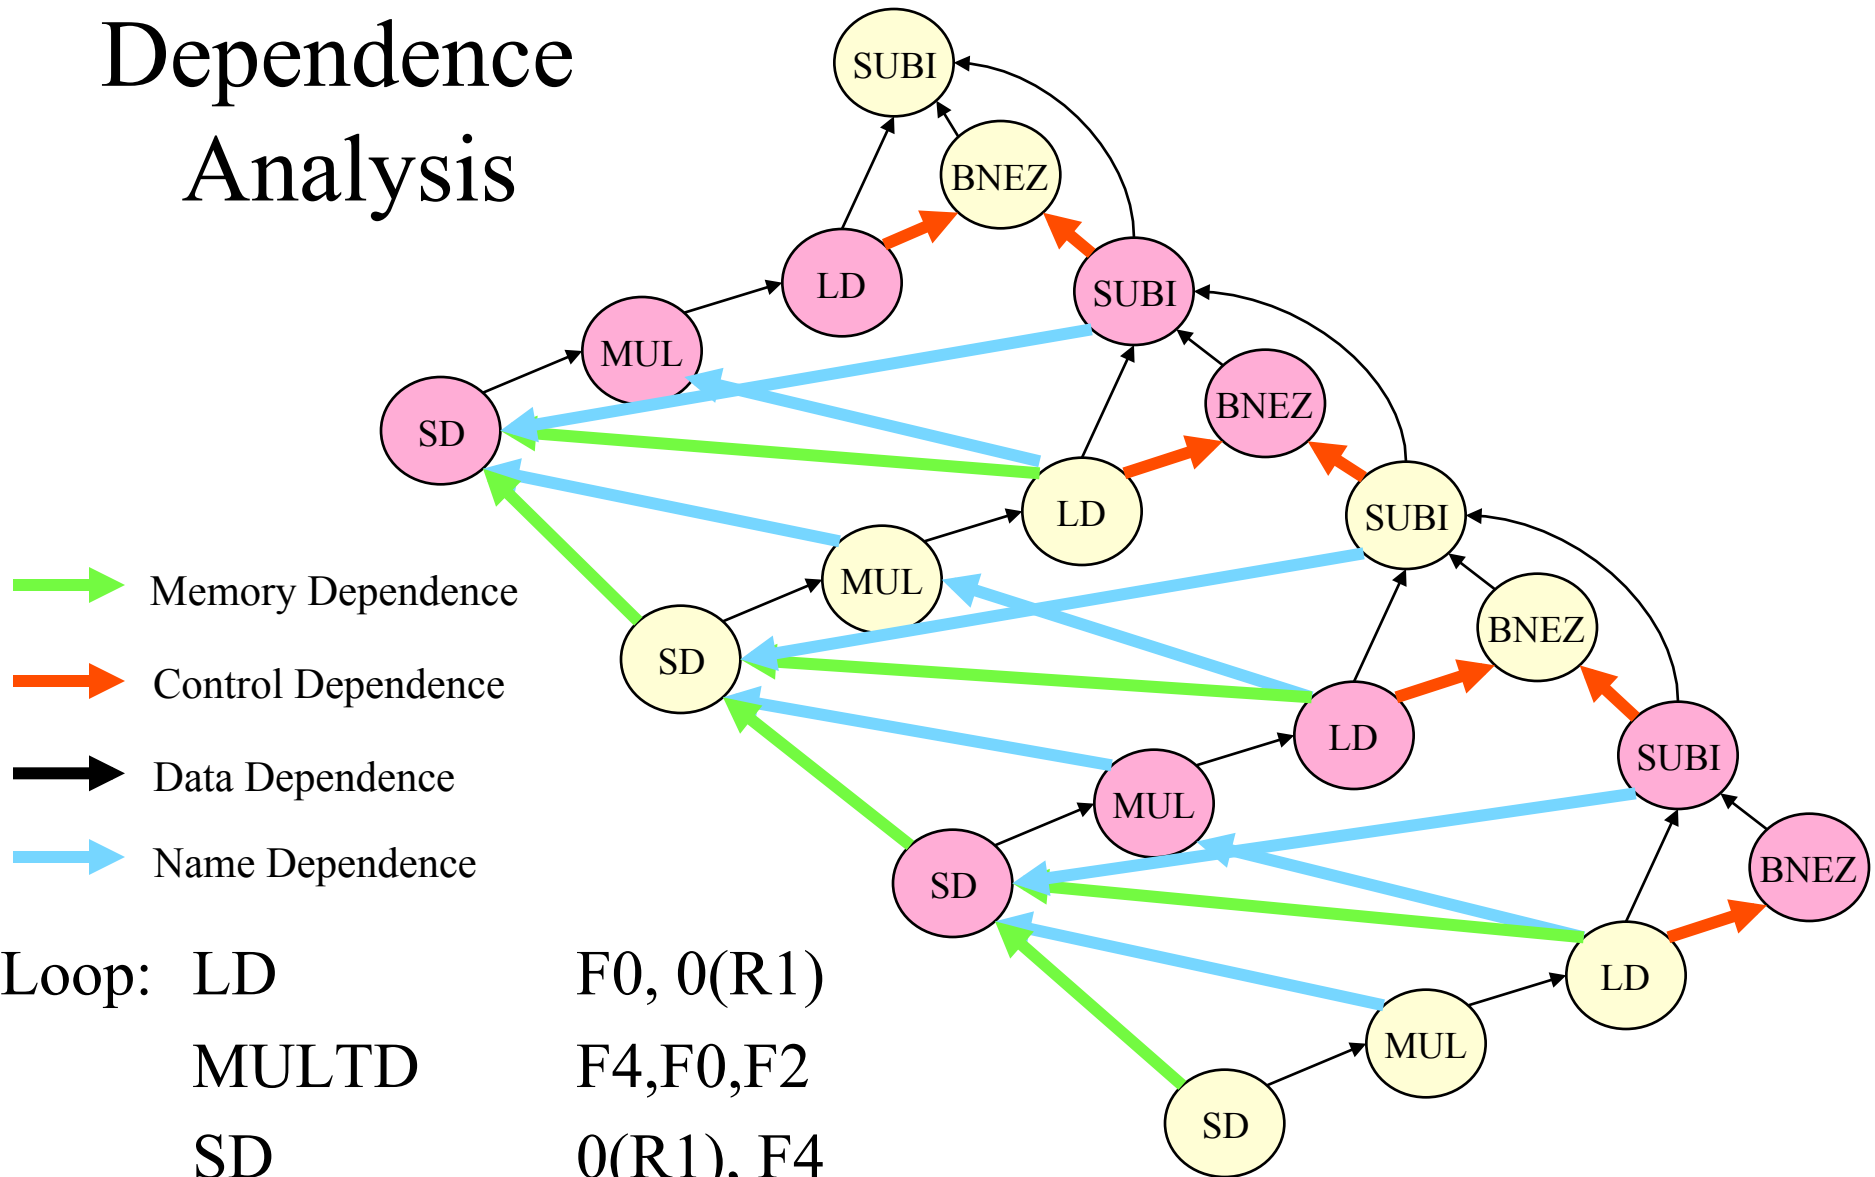 Dependence
Analysis
SUBI
BNEZ
LD
SUBI
MUL
BNEZ
SD
LD
SUBI
MUL
BNEZ
SD
LD
SUBI
MUL
BNEZ
SD
LD
MUL
SD
Memory Dependence
Control Dependence
Data Dependence
Name Dependence
Loop: LD F0, 0(R1)
MULTD F4,F0,F2
SD 0(R1), F4